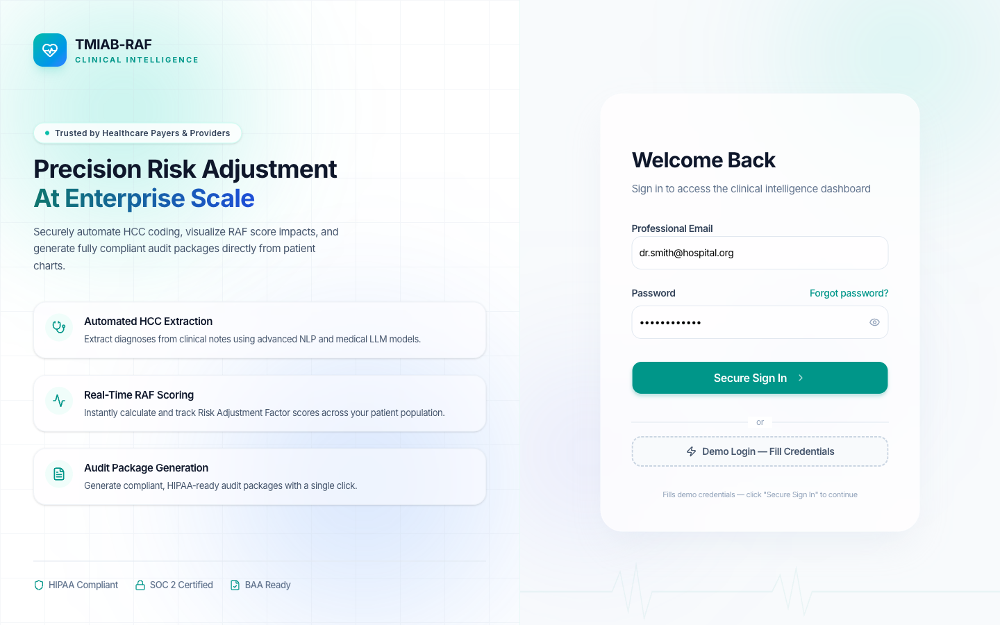 TMIAB-RAF
CLINICAL INTELLIGENCE
Trusted by Healthcare Payers & Providers
Precision Risk Adjustment
At Enterprise Scale
Securely automate HCC coding, visualize RAF score impacts, and
generate fully compliant audit packages directly from patient
charts.
Automated HCC Extraction
Extract diagnoses from clinical notes using advanced NLP and medical LLM models.
Real-Time RAF Scoring
Instantly calculate and track Risk Adjustment Factor scores across your patient population.
Audit Package Generation
Generate compliant, HIPAA-ready audit packages with a single click.
HIPAA Compliant
SOC 2 Certified
BAA Ready
Welcome Back
Sign in to access the clinical intelligence dashboard
Professional Email
dr.smith@hospital.org
Password
Forgot password?
••••••••••••
Secure Sign In
or
Demo Login — Fill Credentials
Fills demo credentials — click "Secure Sign In" to continue